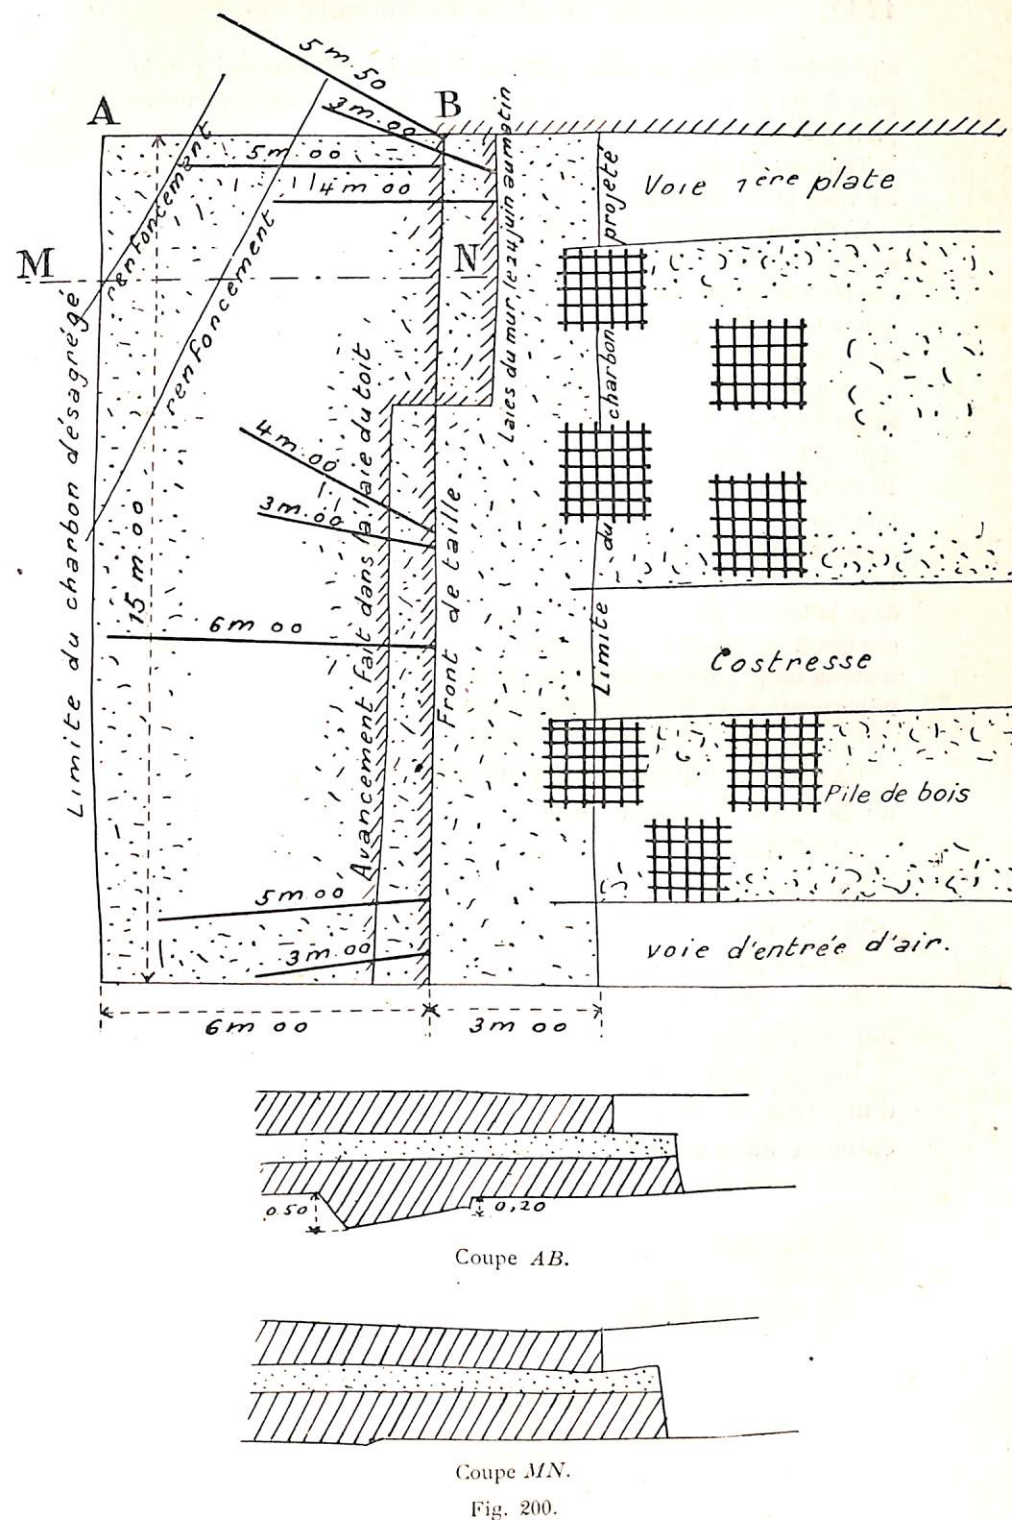 5 m. 50
A
B
3 m. 00
5 m 00
4 m 00
Voie 1ère plate
renfoncement
renfoncement
M
N
Laies du mur, le 24 juin au matin
Limite du charbon projeté
Limite du charbon désagrégé
15 m 00
4 m. 00
3 m. 00
Avancement fait dans la laie du toit
Front de taille.
6 m 00
Costresse
Pile de bois
5 m 00
3 m 00
voie d'entrée d'air.
6 m 00
3 m 00
0.50
0,20
Coupe AB.
Coupe MN.
Fig. 200.